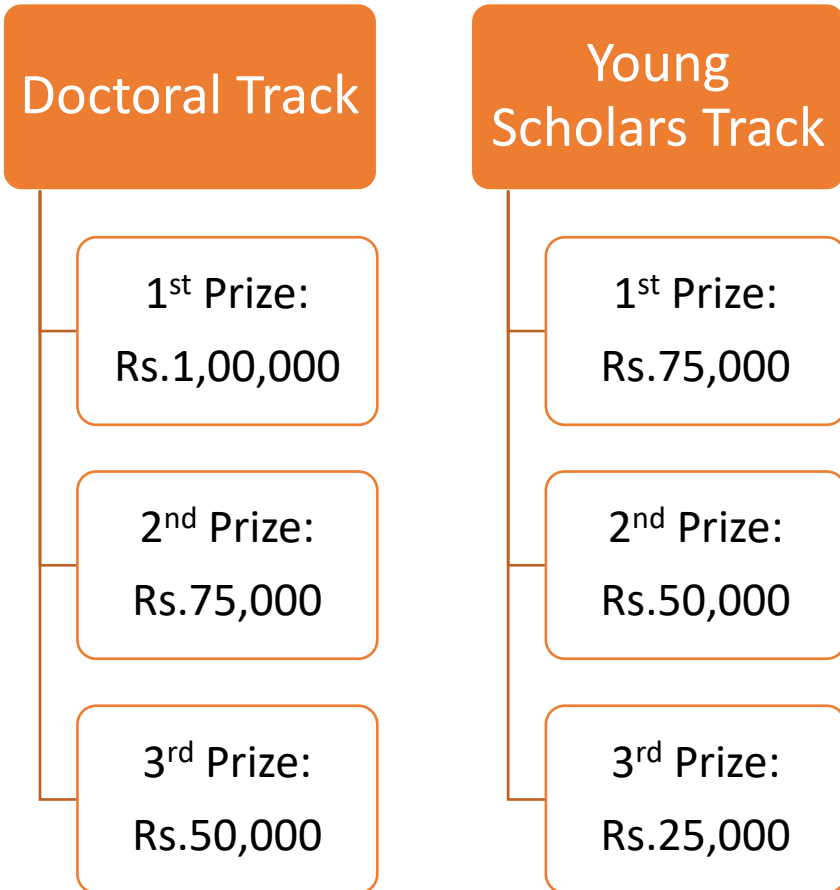 Doctoral Track
1st Prize:
Rs.1,00,000
2nd Prize:
Rs.75,000
3rd Prize:
Rs.50,000
Young
Scholars Track
1st Prize:
Rs.75,000
2nd Prize:
Rs.50,000
3rd Prize:
Rs.25,000